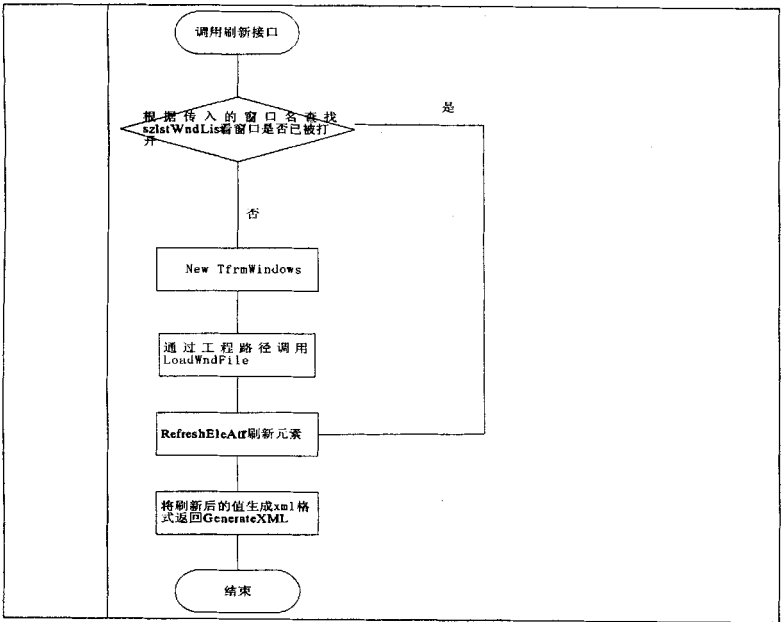 调用刷新接口
根据传入的窗口名查找
szlstWndLis看窗口是否已被打
开
是
否
New TfrmWindows
通过工程路径调用
LoadWndFile
RefreshEleAtr刷新元素
将刷新后的值生成xml格
式返回GenerateXML
结束